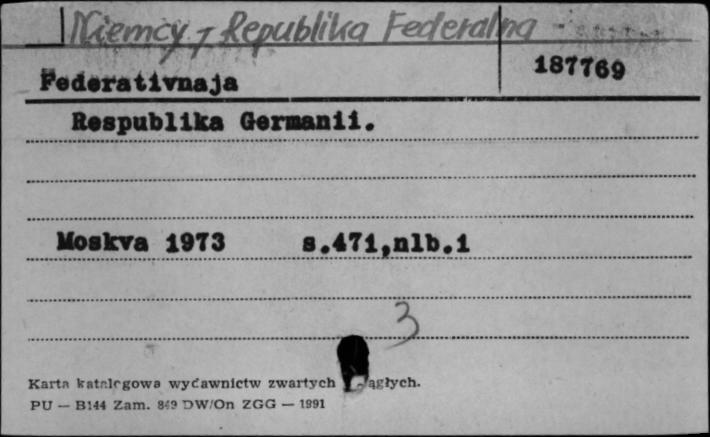 Niemcy - Republika Federalna
187769
Federativnaja
Respublika Germanii.
Moskva 1973 s.471,nlb.1
3
Karta katalogowa wydawnictw zwartych ciągłych.
PU — B144 Zam. 849 DW/On ZGG — 1991